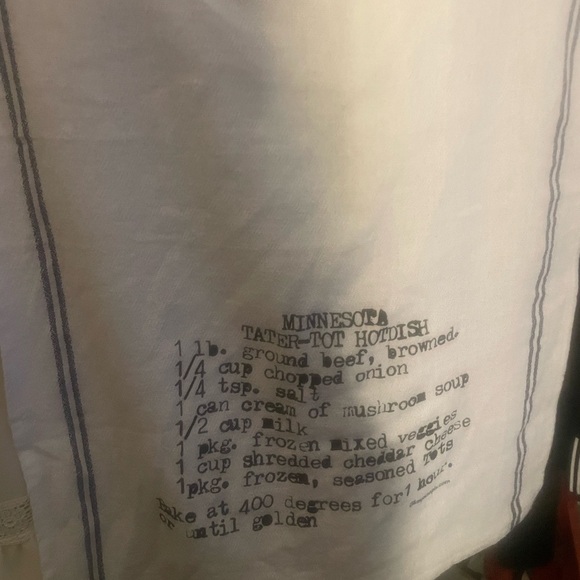 MINNESOTA
TATER-TOT HOTDISH
1 lb. ground beef, browned.
1/4 cup chopped onion
1/4 tsp. salt
1 can cream of mushroom soup
1/2 cup milk
1 pkg. frozen mixed veggies
1 cup shredded cheddar cheese
1pkg. frozen, seasoned Tots
Bake at 400 degrees for 1 hour.
or until golden